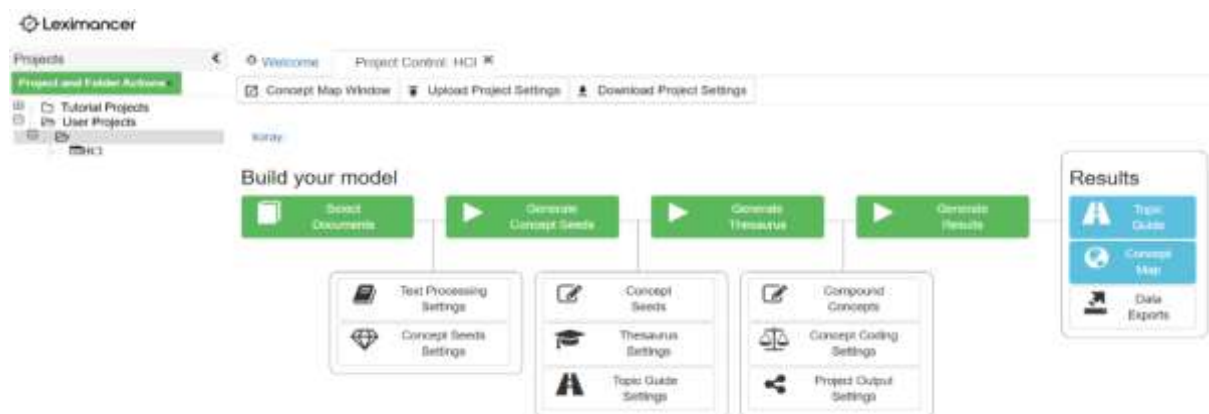 Leximancer
Projects
Welcome Project Control: HCI
Project and Folder Actions
Concept Map Window Upload Project Settings Download Project Settings
Tutorial Projects
User Projects
HCI
Koray
Build your model
Results
Select
Documents
Generate
Concept Seeds
Generate
Thesaurus
Generate
Results
Topic
Guide
Concept
Map
Data
Exports
Text Processing
Settings
Concept Seeds
Settings
Concept
Seeds
Thesaurus
Settings
Topic Guide
Settings
Compound
Concepts
Concept Coding
Settings
Project Output
Settings